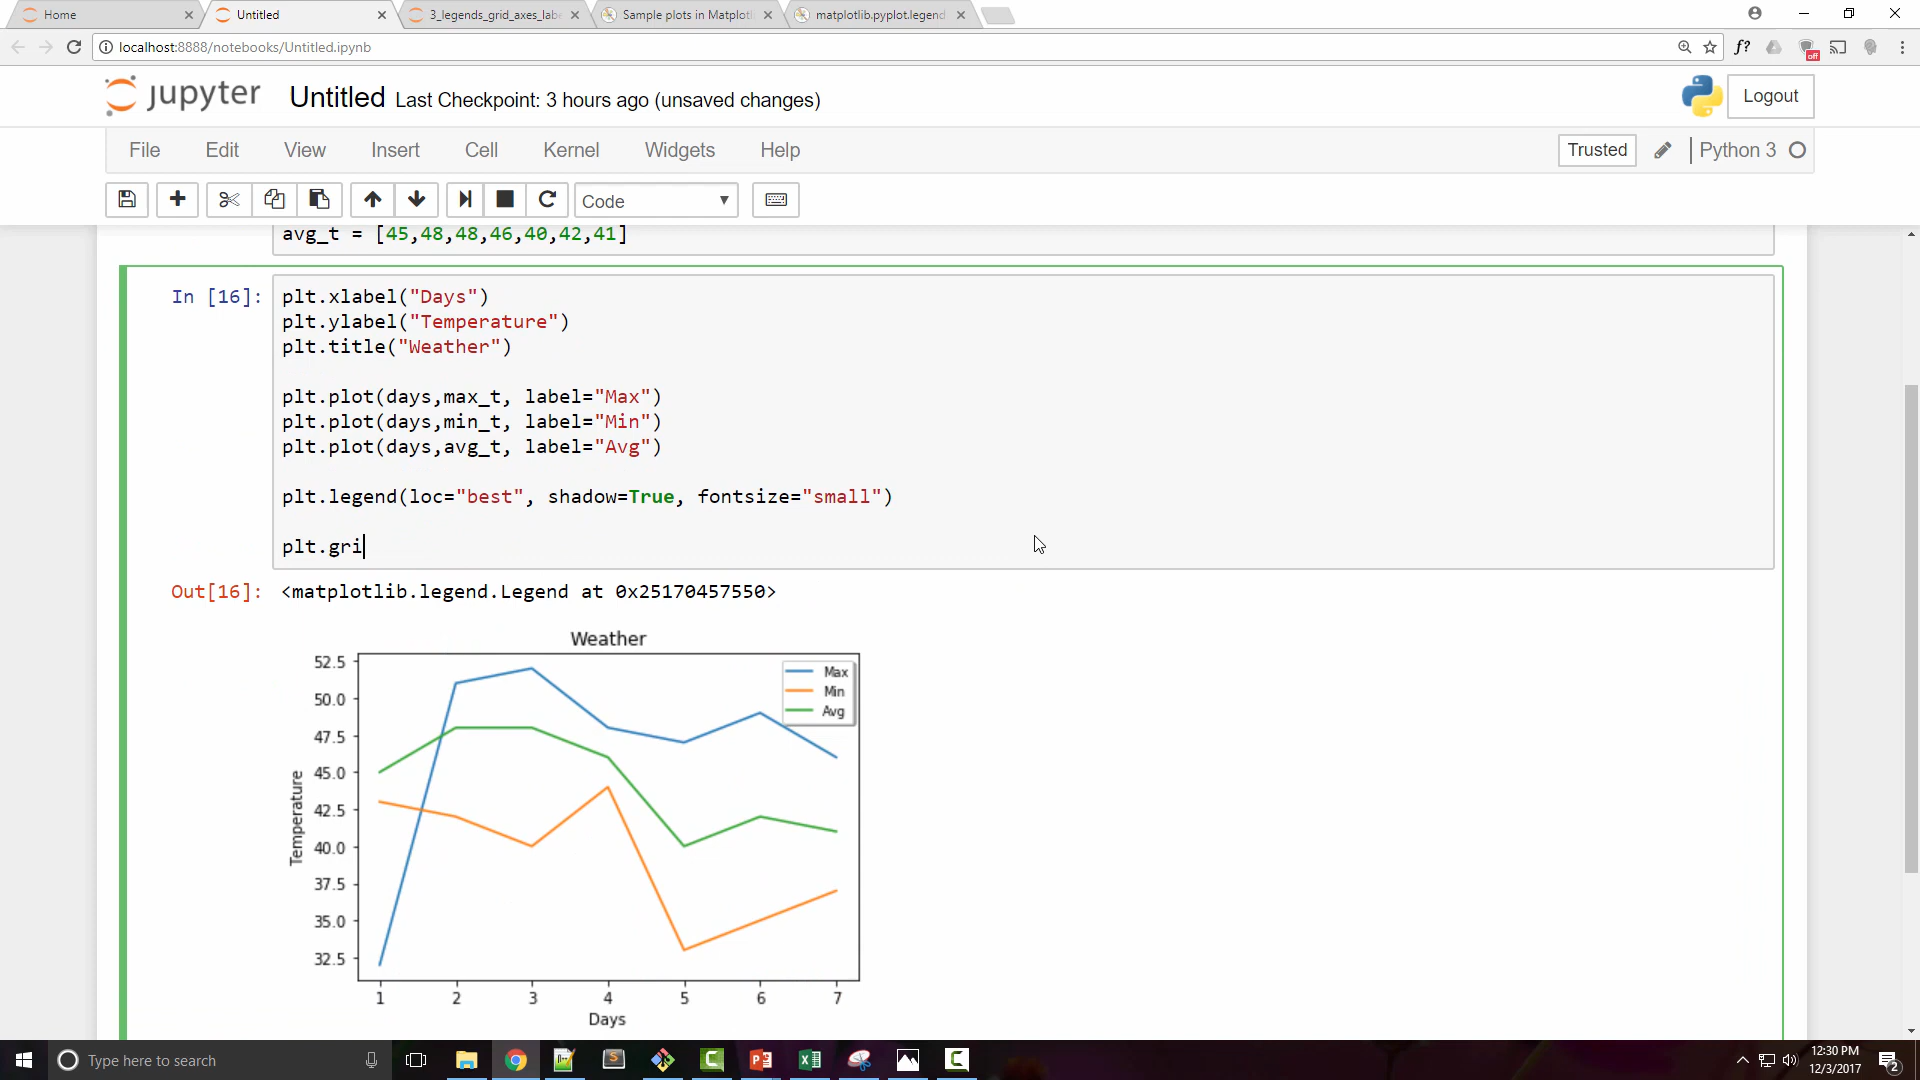 Home
Untitled
3_legends_grid_axes_labe
Sample plots in Matplotl
matplotlib.pyplot.legend
localhost:8888/notebooks/Untitled.ipynb
f?
off
jupyter
Untitled Last Checkpoint: 3 hours ago (unsaved changes)
Logout
File Edit View Insert Cell Kernel Widgets Help
Trusted
Python 3
Code
avg_t = [45,48,48,46,40,42,41]
In [16]:
plt.xlabel("Days")
plt.ylabel("Temperature")
plt.title("Weather")
plt.plot(days,max_t, label="Max")
plt.plot(days,min_t, label="Min")
plt.plot(days,avg_t, label="Avg")
plt.legend(loc="best", shadow=True, fontsize="small")
plt.gri
Out[16]: <matplotlib.legend.Legend at 0x25170457550>
Weather
52.5
50.0
47.5
45.0
42.5
40.0
37.5
35.0
32.5
Temperature
Max
Min
Avg
1 2 3 4 5 6 7
Days
Type here to search
12:30 PM
12/3/2017
2